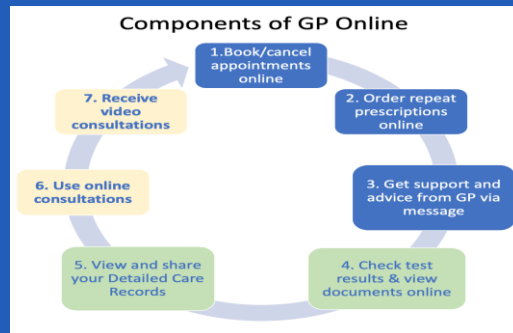 Components of GP Online
1.Book/cancel
appointments
online
2. Order repeat
prescriptions
online
3. Get support and
advice from GP via
message
4. Check test
results & view
documents online
5. View and share
your Detailed Care
Records
6. Use online
consultations
7. Receive
video
consultations